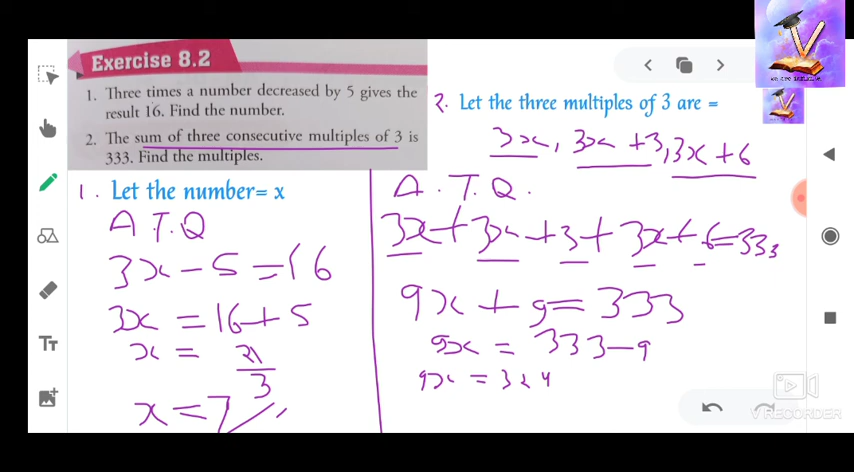 Exercise 8.2
1. Three times a number decreased by 5 gives the
result 16. Find the number.
2. The sum of three consecutive multiples of 3 is
333. Find the multiples.
1. Let the number= x
A T.Q
3x - 5 = 16
3x = 16 + 5
x = 21/3
x = 7
2. Let the three multiples of 3 are =
3x, 3x + 3, 3x + 6
A. T. Q.
3x + 3x + 3 + 3x + 6 = 333
9x + 9 = 333
9x = 333 - 9
9x = 324
Tт
V
V RECORDER